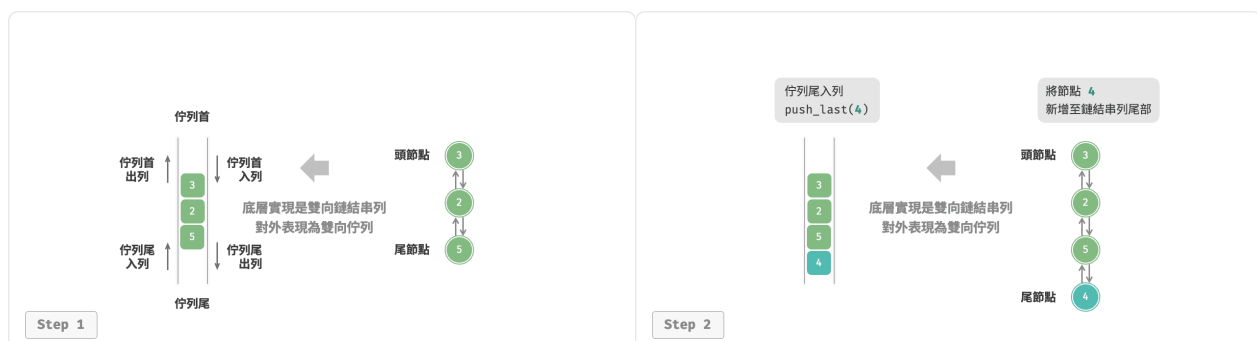 佇列首
佇列首
出列
佇列首
入列
3
2
5
佇列尾
入列
佇列尾
出列
佇列尾
底層實現是雙向鏈結串列
對外表現為雙向佇列
頭節點
3
2
尾節點
5
Step 1
佇列尾入列
push_last(4)
3
2
5
4
底層實現是雙向鏈結串列
對外表現為雙向佇列
將節點 4
新增至鏈結串列尾部
頭節點
3
2
5
尾節點
4
Step 2